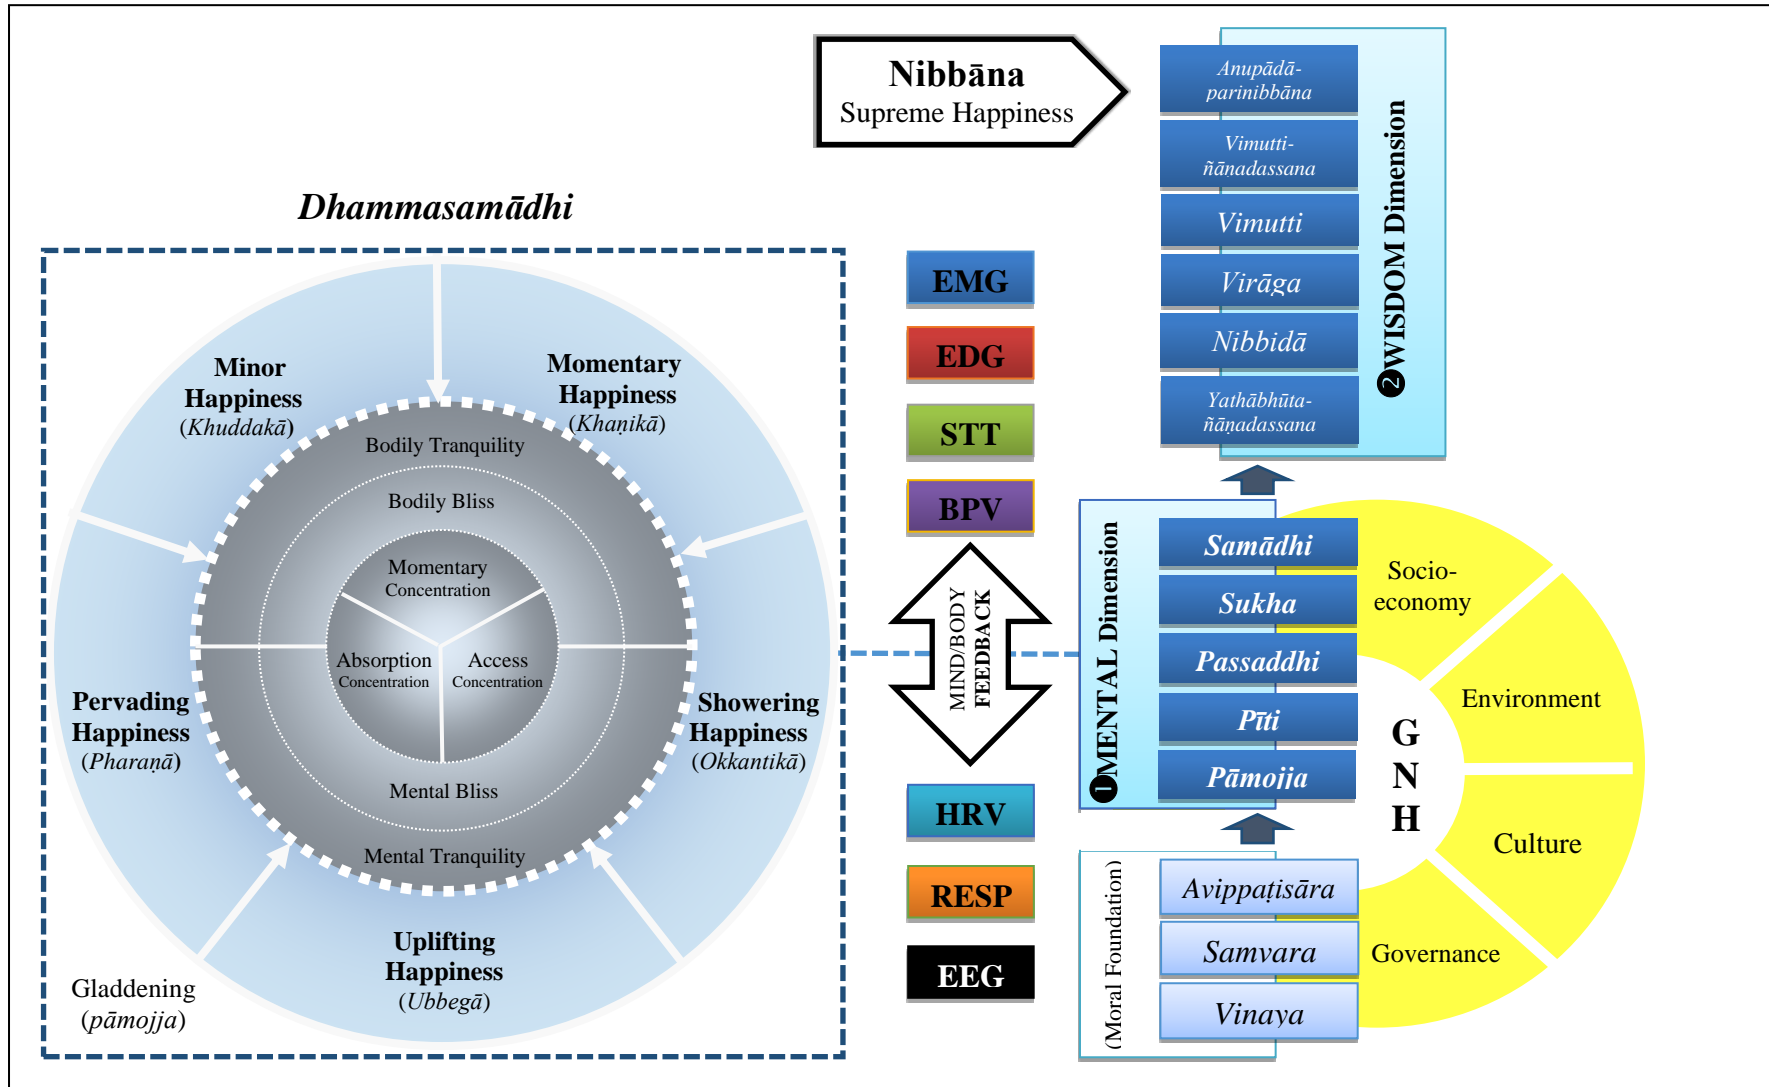 Nibbāna
Supreme Happiness
Dhammasamādhi
Minor
Happiness
(Khuddakā)
Momentary
Happiness
(Khaṇikā)
Pervading
Happiness
(Pharaṇā)
Showering
Happiness
(Okkantikā)
Uplifting
Happiness
(Ubbegā)
Gladdening
(pāmojja)
Bodily Tranquility
Bodily Bliss
Momentary
Concentration
Absorption
Concentration
Access
Concentration
Mental Bliss
Mental Tranquility
EMG
EDG
STT
BPV
MIND/BODY
FEEDBACK
HRV
RESP
EEG
Anupādā-
parinibbāna
Vimutti-
ñāṇadassana
Vimutti
Virāga
Nibbidā
Yathābhūta-
ñāṇadassana
❷WISDOM Dimension
Samādhi
Sukha
Passaddhi
Pīti
Pāmojja
❶MENTAL Dimension
Avippaṭisāra
Samvara
Vinaya
(Moral Foundation)
G
N
H
Socio-
economy
Environment
Culture
Governance